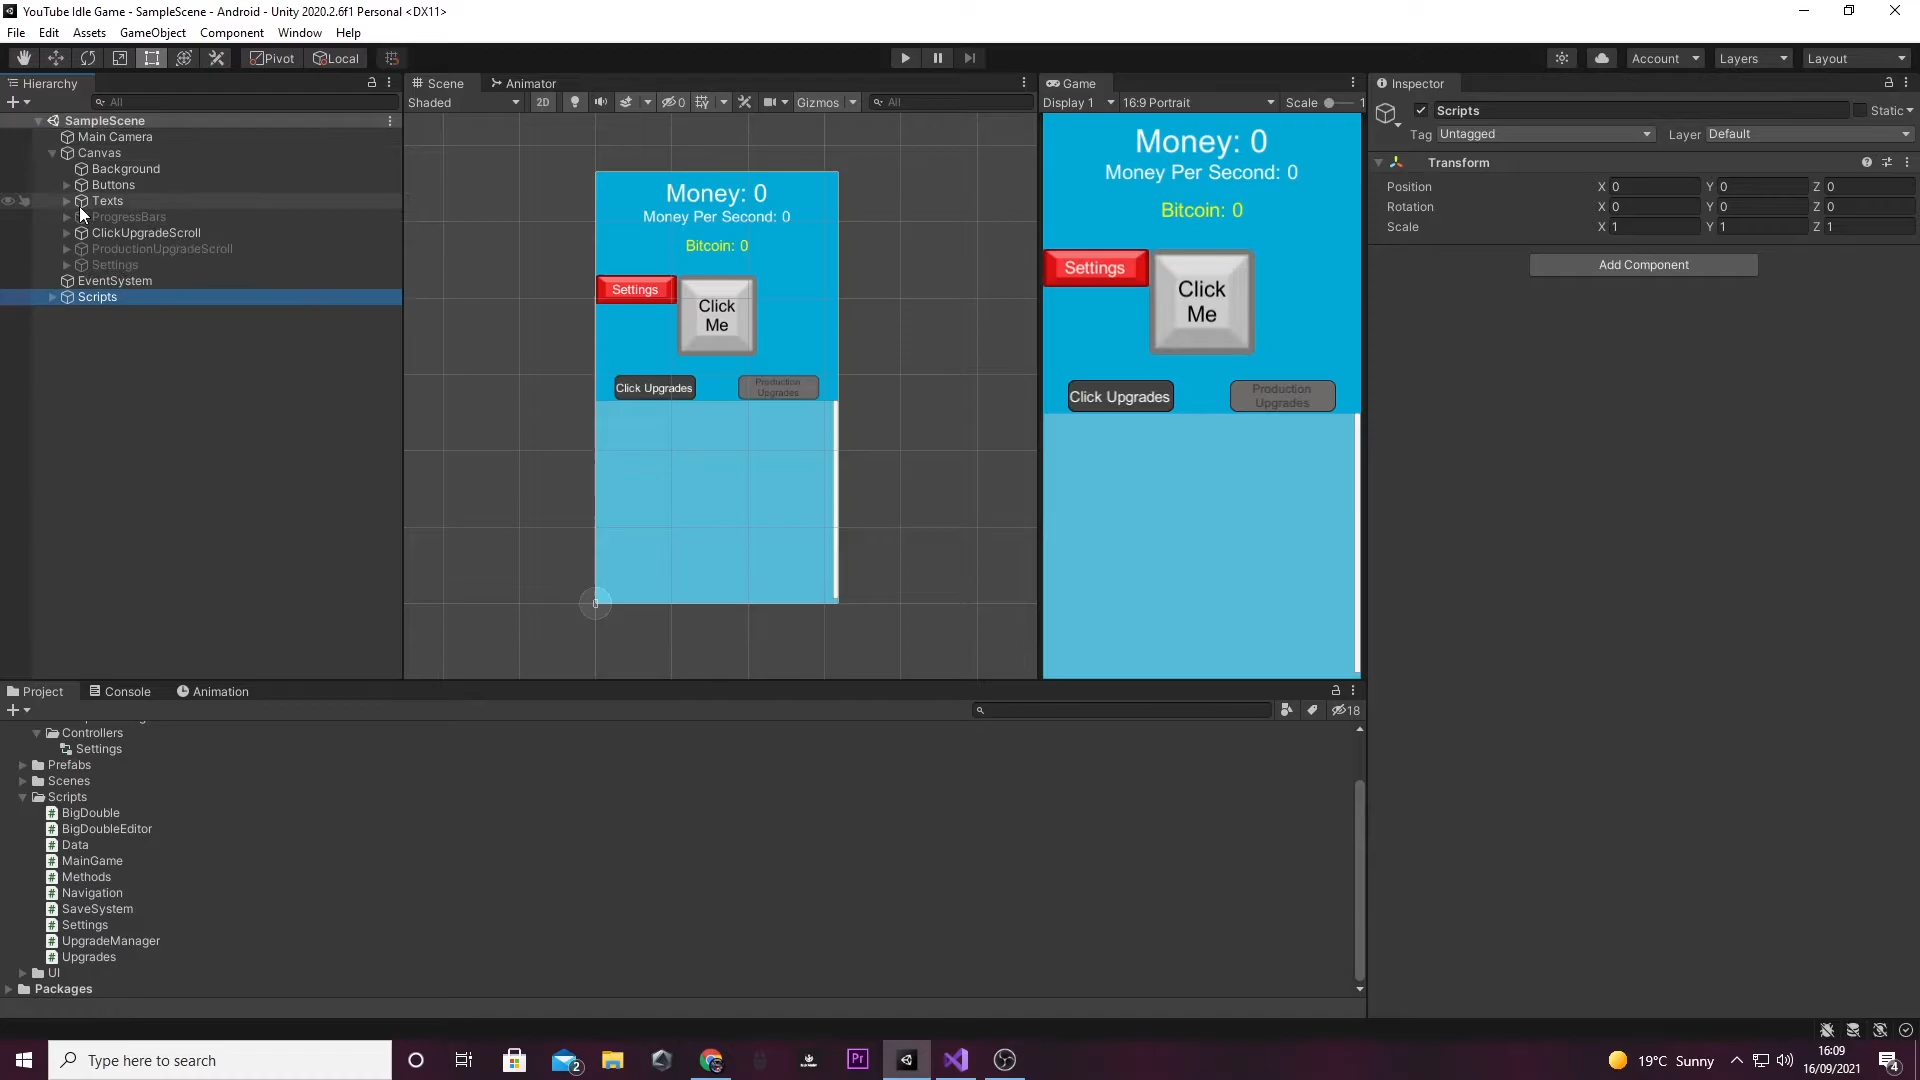 YouTube Idle Game - SampleScene - Android - Unity 2020.2.6f1 Personal <DX11>
File Edit Assets GameObject Component Window Help
Pivot Local Account Layers Layout
Hierarchy
All
SampleScene
Main Camera
Canvas
Background
Buttons
Texts
ProgressBars
ClickUpgradeScroll
ProductionUpgradeScroll
Settings
EventSystem
Scripts
Scene Animator
Shaded 2D 0 Gizmos All
Money: 0
Money Per Second: 0
Bitcoin: 0
Settings
Click
Me
Click Upgrades
Production
Upgrades
Game
Display 1 16:9 Portrait Scale 1
Money: 0
Money Per Second: 0
Bitcoin: 0
Settings
Click
Me
Click Upgrades
Production
Upgrades
Inspector
Scripts Static
Tag Untagged Layer Default
Transform
Position X 0 Y 0 Z 0
Rotation X 0 Y 0 Z 0
Scale X 1 Y 1 Z 1
Add Component
Project Console Animation
18
Controllers
Settings
Prefabs
Scenes
Scripts
BigDouble
BigDoubleEditor
Data
MainGame
Methods
Navigation
SaveSystem
Settings
UpgradeManager
Upgrades
UI
Packages
Type here to search
2
Pr
19°C Sunny
16:09
16/09/2021
4